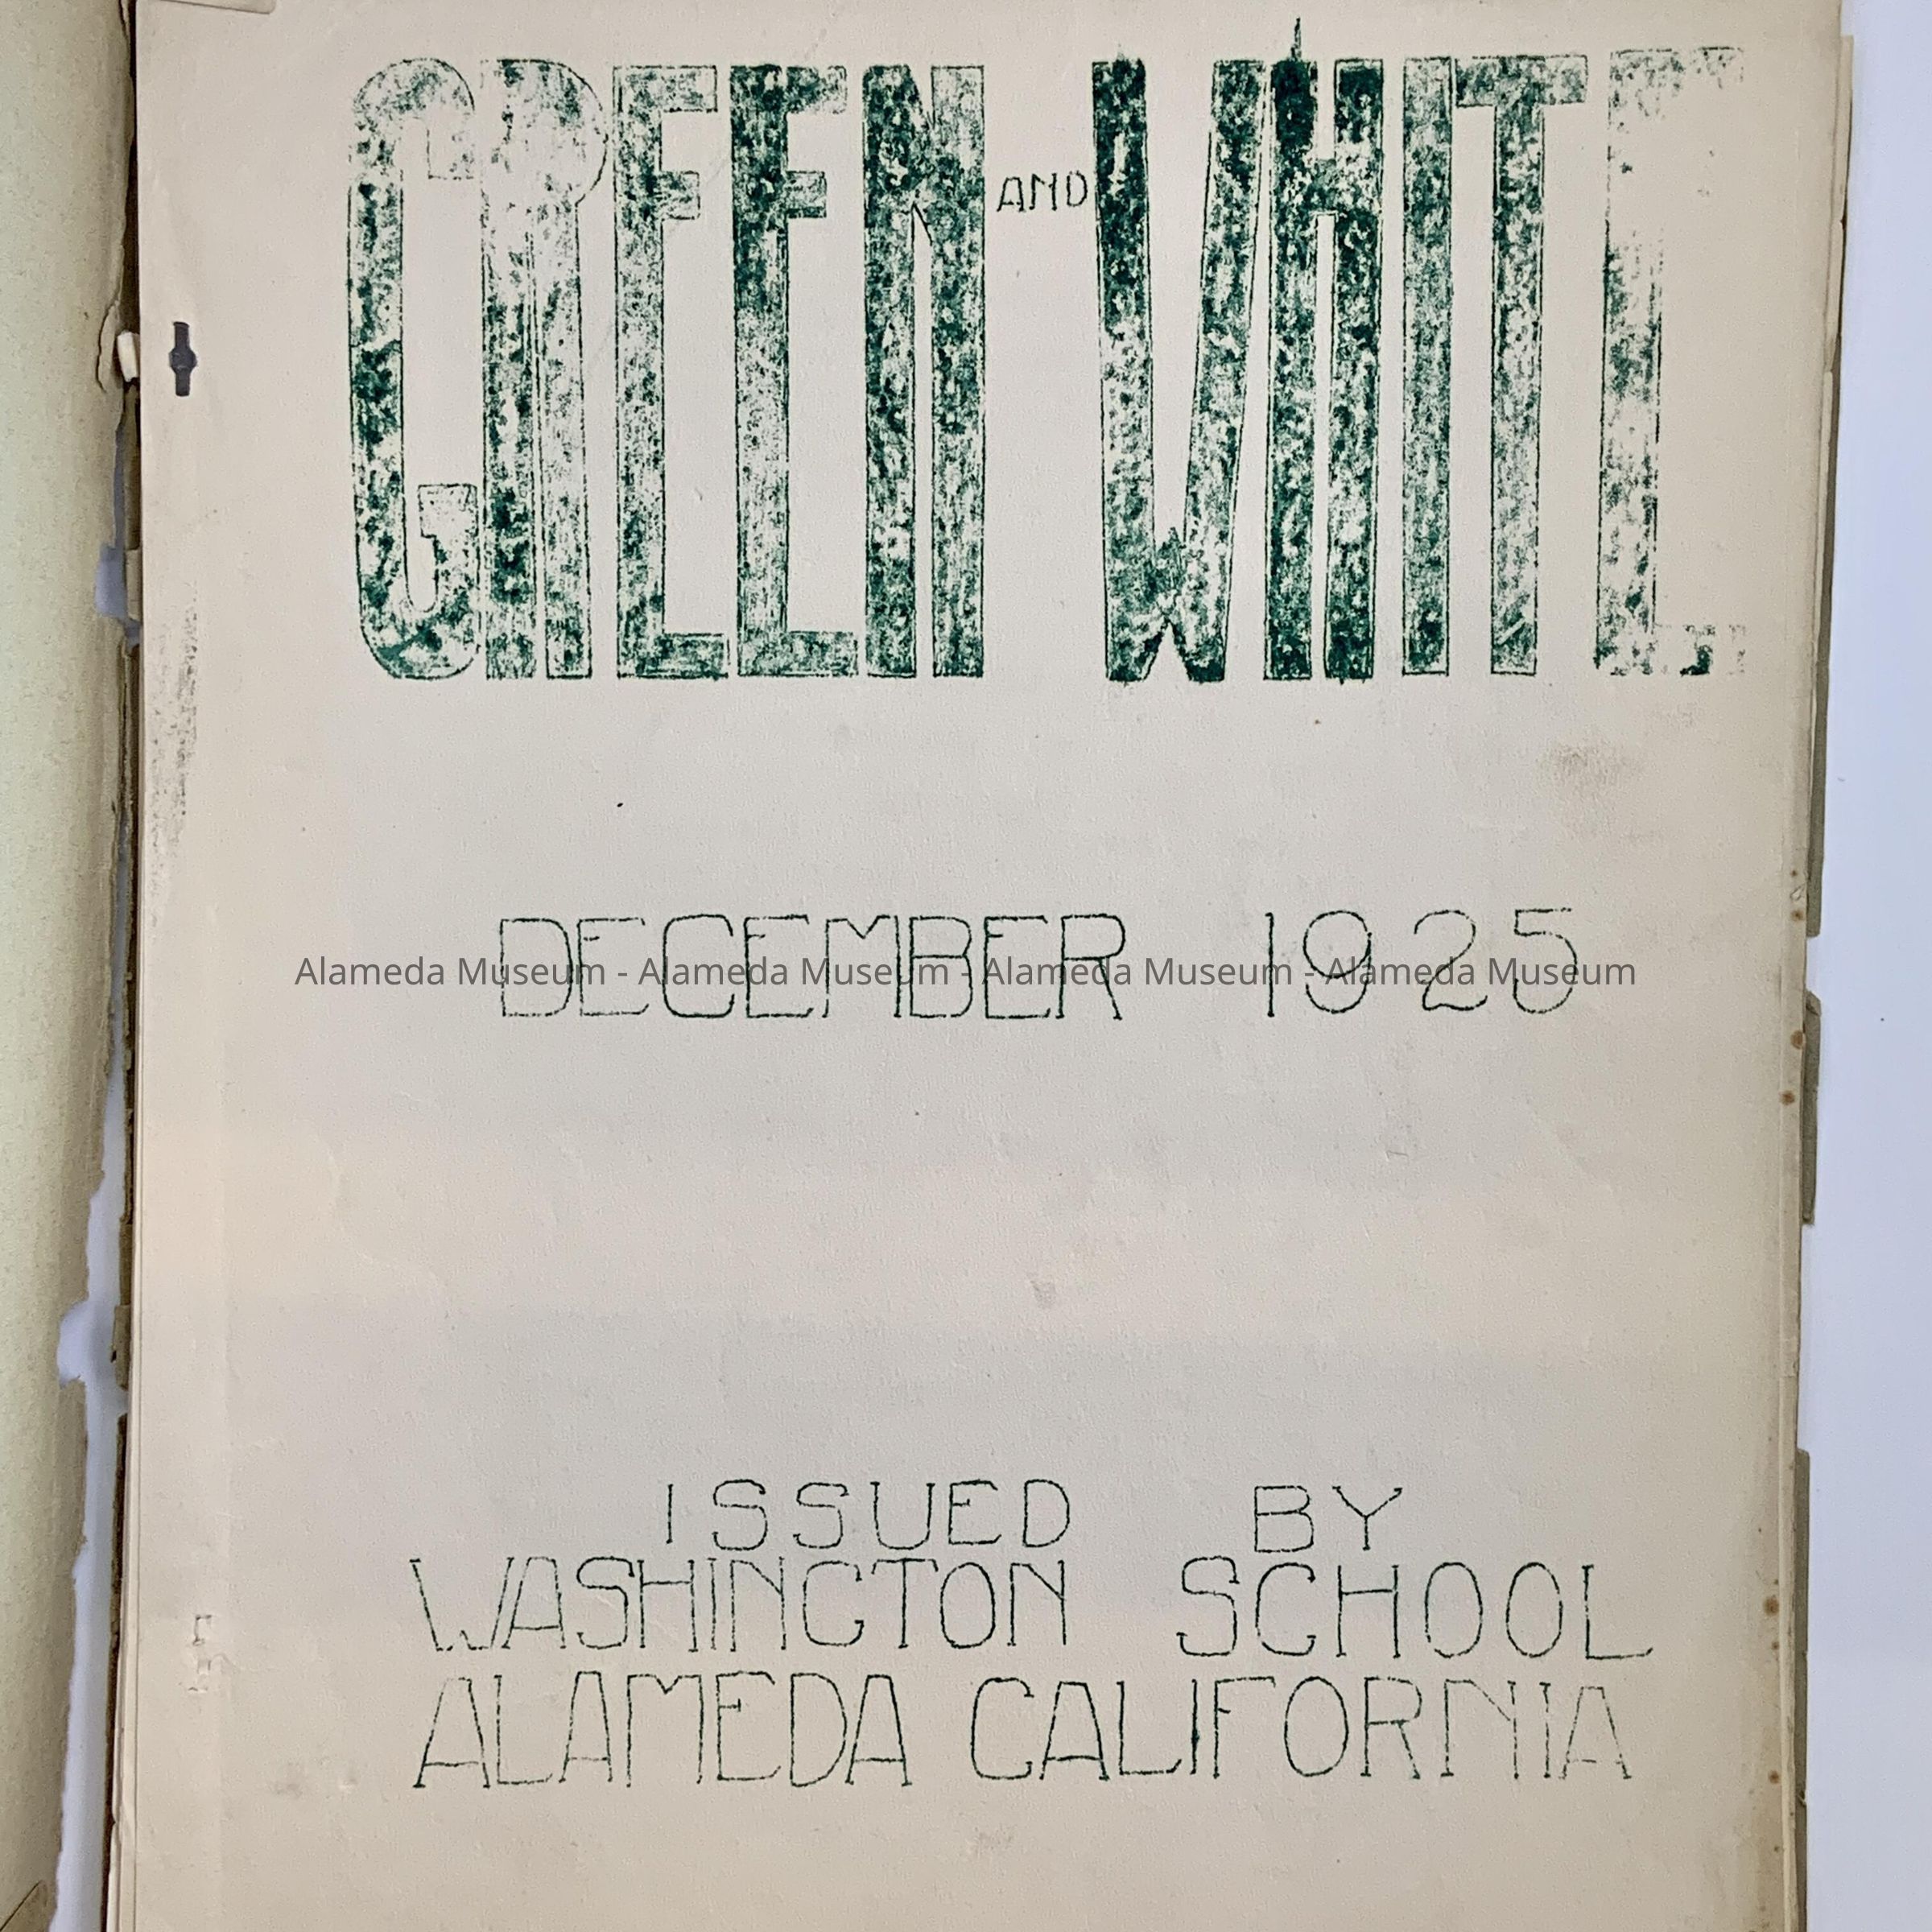 GREEN AND WHITE
DECEMBER 1925
Alameda Museum - Alameda Museum - Alameda Museum - Alameda Museum
ISSUED BY
WASHINGTON SCHOOL
ALAMEDA CALIFORNIA